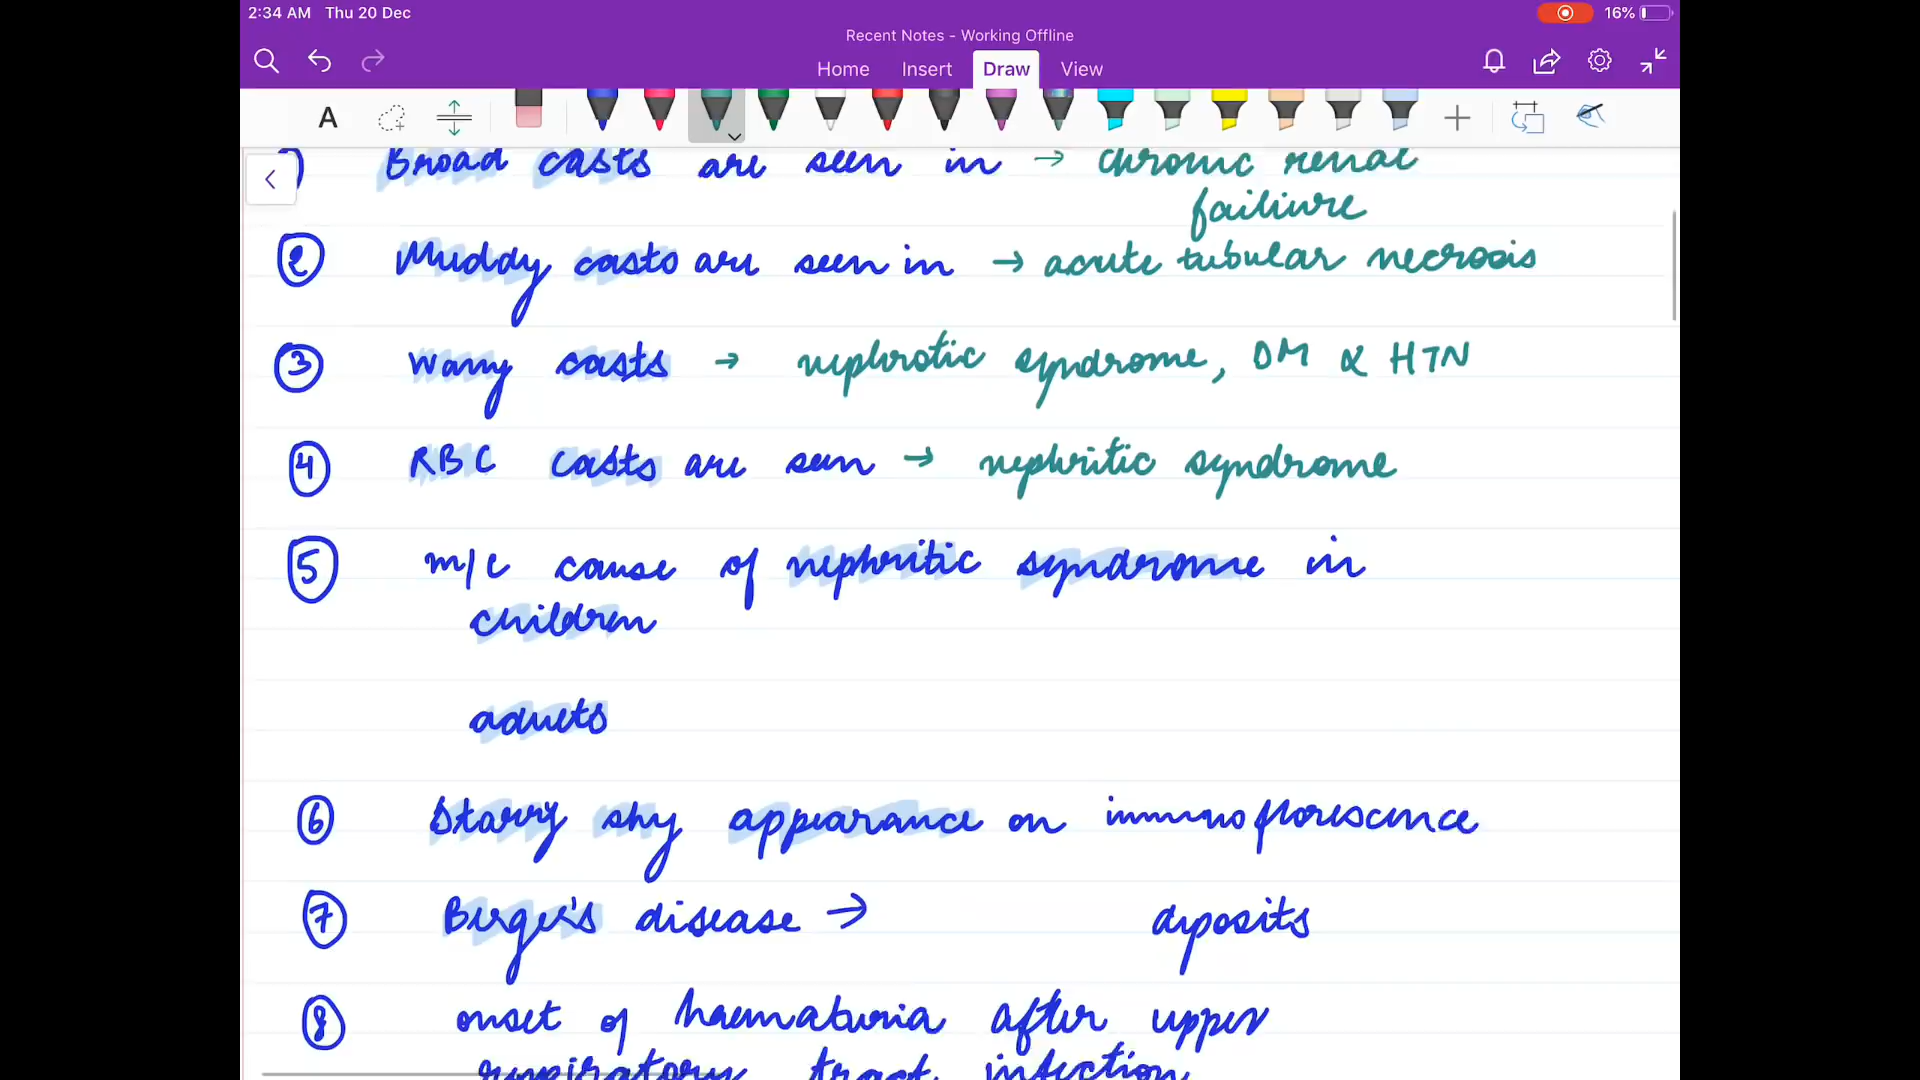 2:34 AM Thu 20 Dec
16%
Recent Notes - Working Offline
Home Insert Draw View
A
Broad casts are seen in → chronic renal
failiure
② Muddy casts are seen in → acute tubular necrosis
③ Waxy casts → nephrotic syndrome, DM & HTN
④ RBC casts are seen → nephritic syndrome
⑤ m/c cause of nephritic syndrome in
children
adults
⑥ Starry sky appearance on immunoflorescence
⑦ Berger's disease → deposits
⑧ onset of haematuria after upper
respiratory tract infection